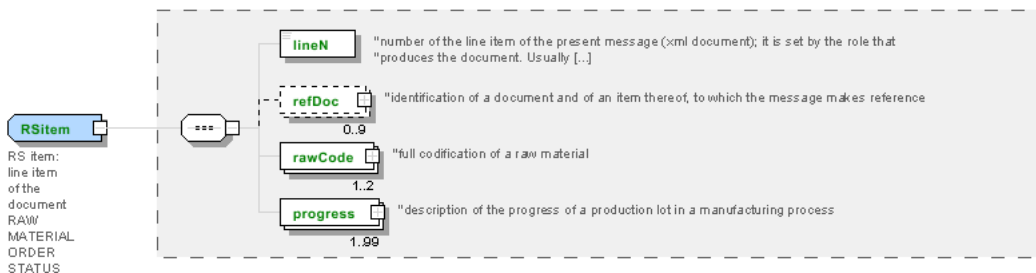 lineN
"number of the line item of the present message (xml document); it is set by the role that
"produces the document. Usually [...]
refDoc
"identification of a document and of an item thereof, to which the message makes reference
0..9
RSitem
RS item:
line item
of the
document
RAW
MATERIAL
ORDER
STATUS
rawCode
"full codification of a raw material
1..2
progress
"description of the progress of a production lot in a manufacturing process
1..99